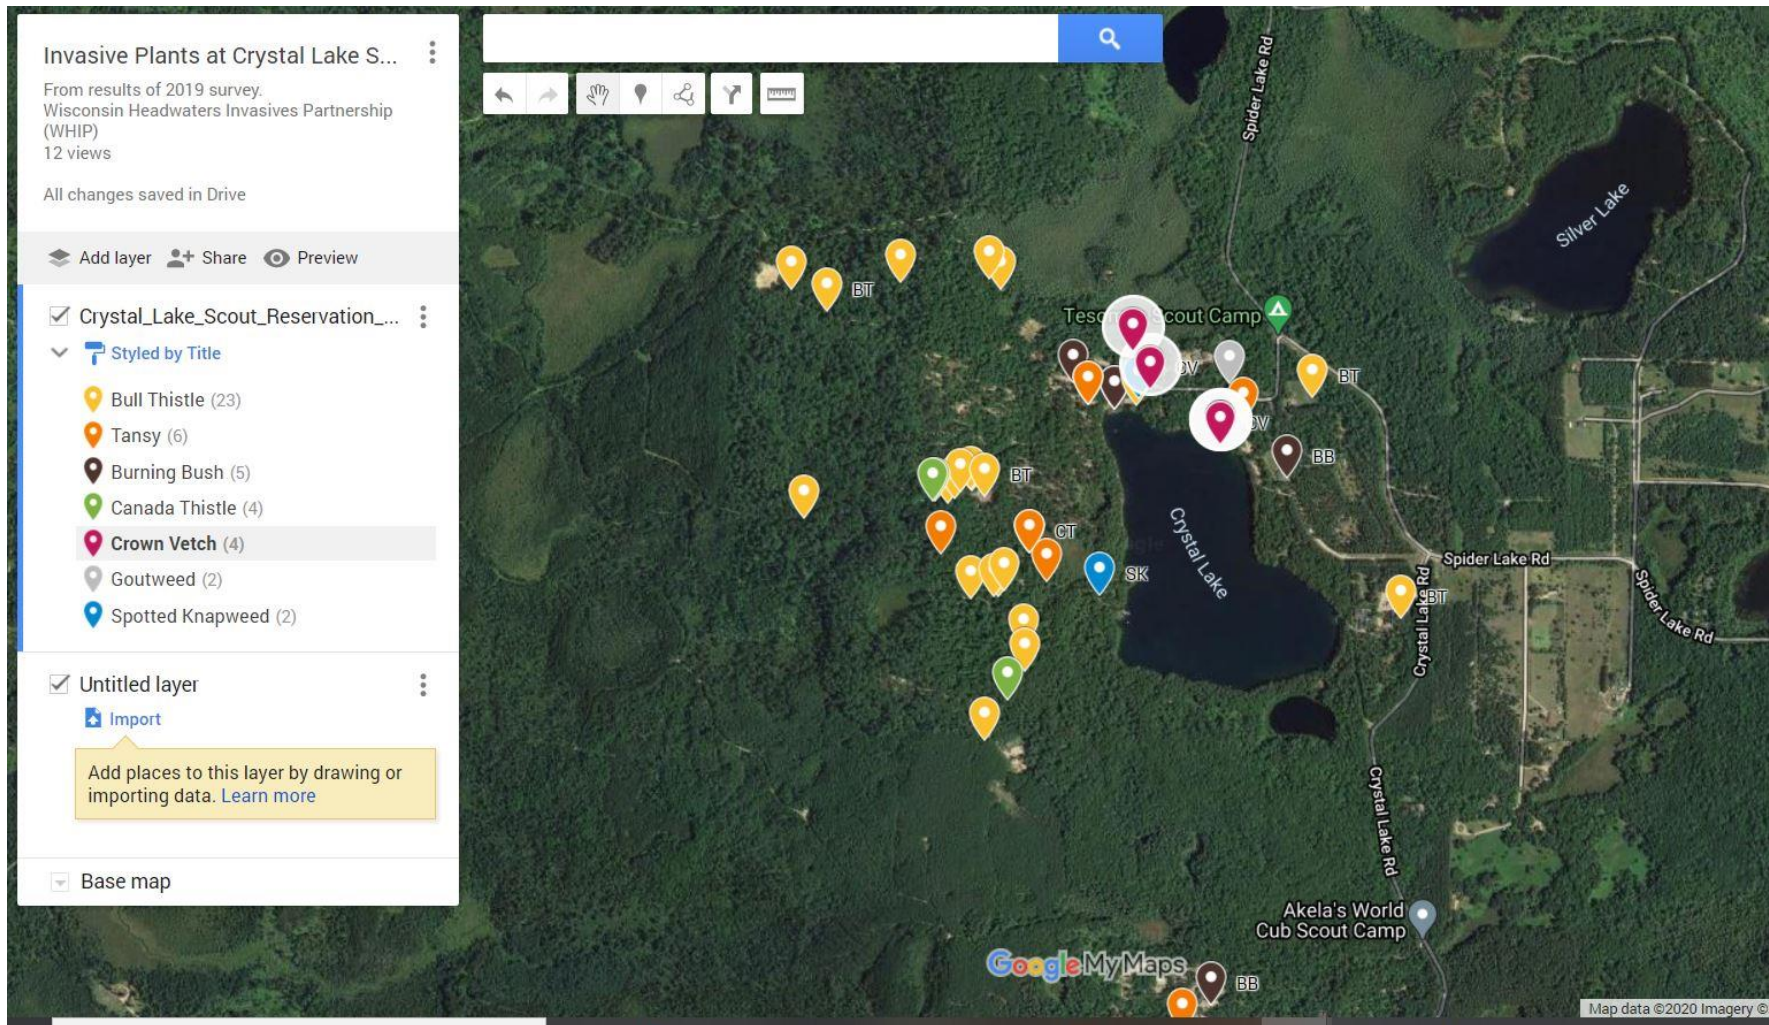 Invasive Plants at Crystal Lake S...
From results of 2019 survey.
Wisconsin Headwaters Invasives Partnership
(WHIP)
12 views
All changes saved in Drive
Add layer Share Preview
Crystal_Lake_Scout_Reservation_...
Styled by Title
Bull Thistle (23)
Tansy (6)
Burning Bush (5)
Canada Thistle (4)
Crown Vetch (4)
Goutweed (2)
Spotted Knapweed (2)
Untitled layer
Import
Add places to this layer by drawing or
importing data. Learn more
Base map
Spider Lake Rd
Silver Lake
BT
Scout Camp
CV
BT
CV
BB
BT
CT
SK
Crystal Lake
Spider Lake Rd
Spider Lake Rd
BT
Crystal Lake Rd
Crystal Lake Rd
Akela's World
Cub Scout Camp
Google My Maps
BB
Map data ©2020 Imagery ©